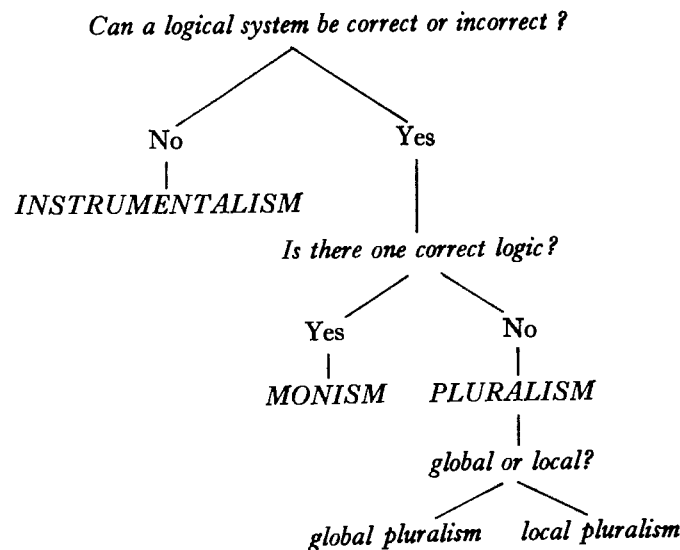 Can a logical system be correct or incorrect ?
No
Yes
INSTRUMENTALISM
Is there one correct logic?
Yes
No
MONISM
PLURALISM
global or local?
global pluralism
local pluralism